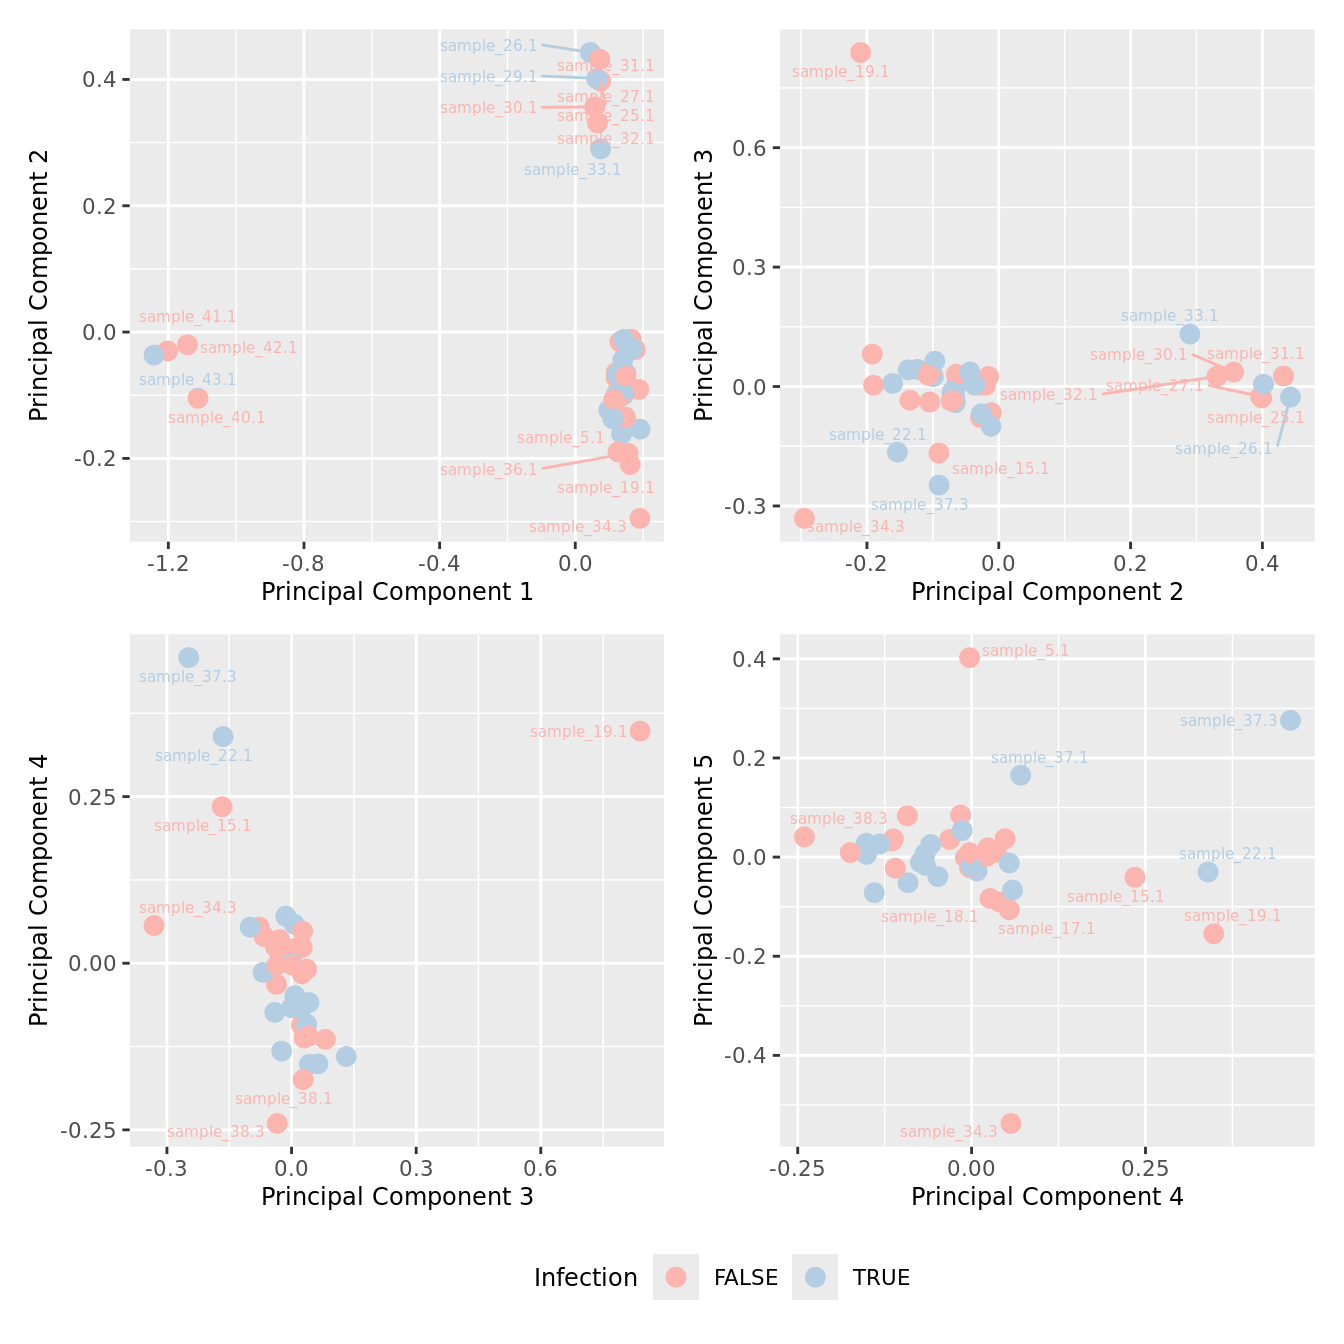 sample_26.1
sample_31.1
sample_29.1
sample_27.1
sample_30.1
sample_25.1
sample_32.1
sample_33.1
sample_41.1
sample_42.1
sample_43.1
sample_40.1
sample_5.1
sample_36.1
sample_19.1
sample_34.3
0.4
0.2
0.0
-0.2
-1.2
-0.8
-0.4
0.0
Principal Component 1
Principal Component 2
sample_19.1
sample_33.1
sample_30.1
sample_31.1
sample_27.1
sample_32.1
sample_25.1
sample_22.1
sample_26.1
sample_15.1
sample_37.3
sample_34.3
0.6
0.3
0.0
-0.3
-0.2
0.0
0.2
0.4
Principal Component 2
Principal Component 3
sample_37.3
sample_19.1
sample_22.1
sample_15.1
sample_34.3
sample_38.1
sample_38.3
0.25
0.00
-0.25
-0.3
0.0
0.3
0.6
Principal Component 3
Principal Component 4
sample_5.1
sample_37.3
sample_37.1
sample_38.3
sample_22.1
sample_15.1
sample_18.1
sample_19.1
sample_17.1
sample_34.3
0.4
0.2
0.0
-0.2
-0.4
-0.25
0.00
0.25
Principal Component 4
Principal Component 5
Infection FALSE TRUE